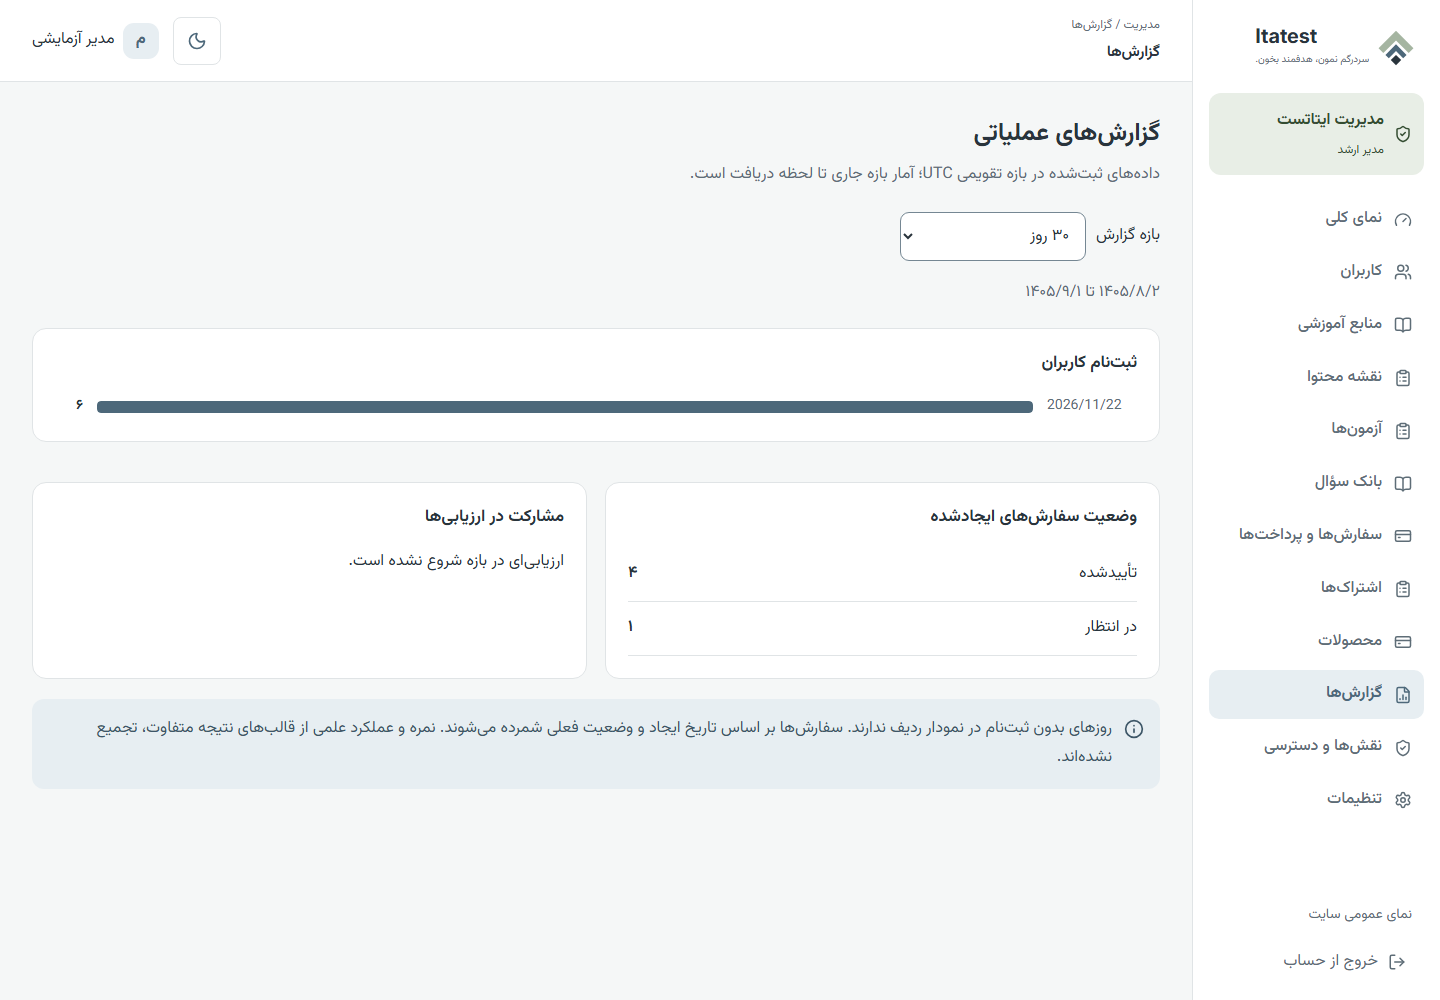 Itatest
سردرگم نمون، هدفمند بخون.
مدیریت ایتاتست
مدیر ارشد
نمای کلی
کاربران
منابع آموزشی
نقشه محتوا
آزمون‌ها
بانک سؤال
سفارش‌ها و پرداخت‌ها
اشتراک‌ها
محصولات
گزارش‌ها
نقش‌ها و دسترسی
تنظیمات
نمای عمومی سایت
خروج از حساب
مدیریت / گزارش‌ها
گزارش‌ها
م
مدیر آزمایشی
گزارش‌های عملیاتی
داده‌های ثبت‌شده در بازه تقویمی UTC؛ آمار بازه جاری تا لحظه دریافت است.
بازه گزارش
۳۰ روز
۱۴۰۵/۸/۲ تا ۱۴۰۵/۹/۱
ثبت‌نام کاربران
2026/11/22
۶
وضعیت سفارش‌های ایجادشده
تأییدشده
۴
در انتظار
۱
مشارکت در ارزیابی‌ها
ارزیابی‌ای در بازه شروع نشده است.
روزهای بدون ثبت‌نام در نمودار ردیف ندارند. سفارش‌ها بر اساس تاریخ ایجاد و وضعیت فعلی شمرده می‌شوند. نمره و عملکرد علمی از قالب‌های نتیجه متفاوت، تجمیع
نشده‌اند.